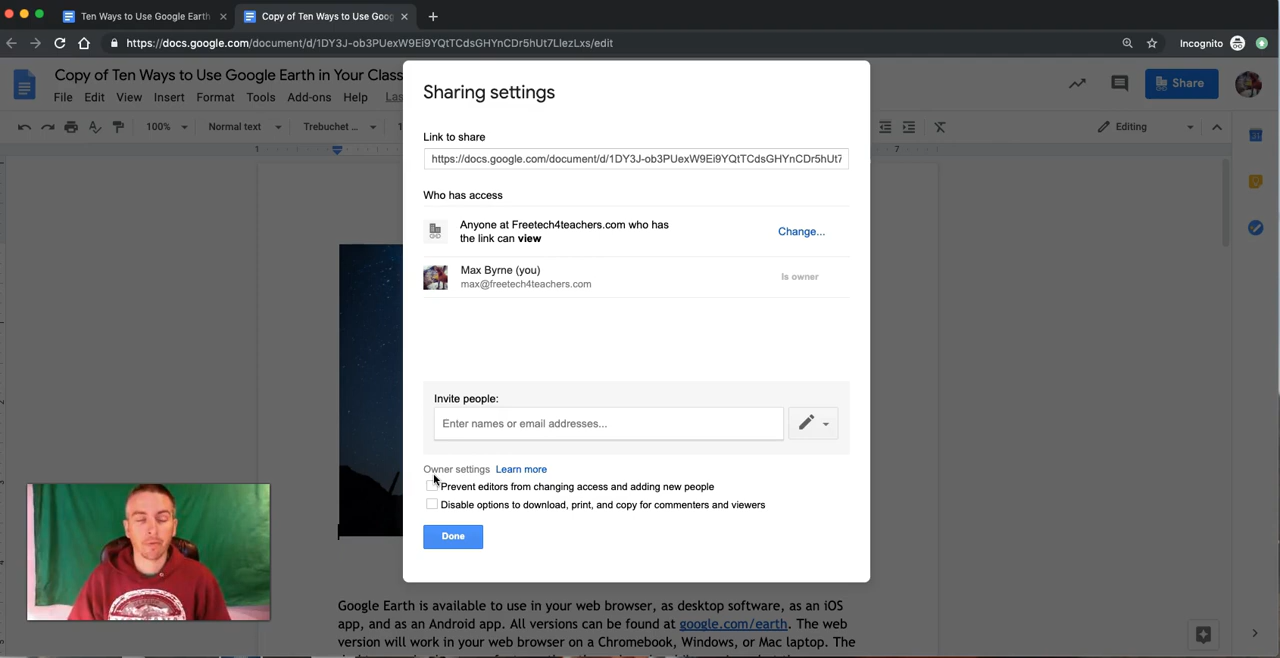 Ten Ways to Use Google Earth
Copy of Ten Ways to Use Goog
https://docs.google.com/document/d/1DY3J-ob3PUexW9Ei9YQtTCdsGHYnCDr5hUt7LIezLxs/edit
Incognito
Copy of Ten Ways to Use Google Earth in Your Class
File Edit View Insert Format Tools Add-ons Help Las
Share
100% Normal text Trebuchet ... 1
Editing
1 7
Sharing settings
Link to share
https://docs.google.com/document/d/1DY3J-ob3PUexW9Ei9YQtTCdsGHYnCDr5hUt7
Who has access
Anyone at Freetech4teachers.com who has
the link can view
Change...
Max Byrne (you)
max@freetech4teachers.com
Is owner
Invite people:
Enter names or email addresses...
Owner settings Learn more
Prevent editors from changing access and adding new people
Disable options to download, print, and copy for commenters and viewers
Done
Google Earth is available to use in your web browser, as desktop software, as an iOS
app, and as an Android app. All versions can be found at google.com/earth. The web
version will work in your web browser on a Chromebook, Windows, or Mac laptop. The